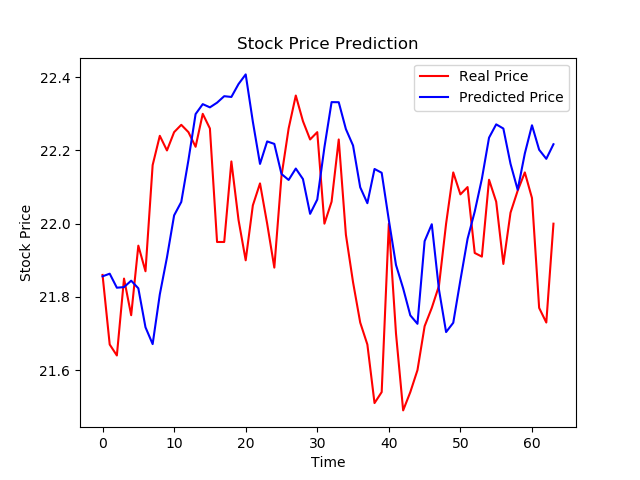 Stock Price Prediction
Real Price
Predicted Price
22.4
22.2
22.0
21.8
21.6
Stock Price
0 10 20 30 40 50 60
Time